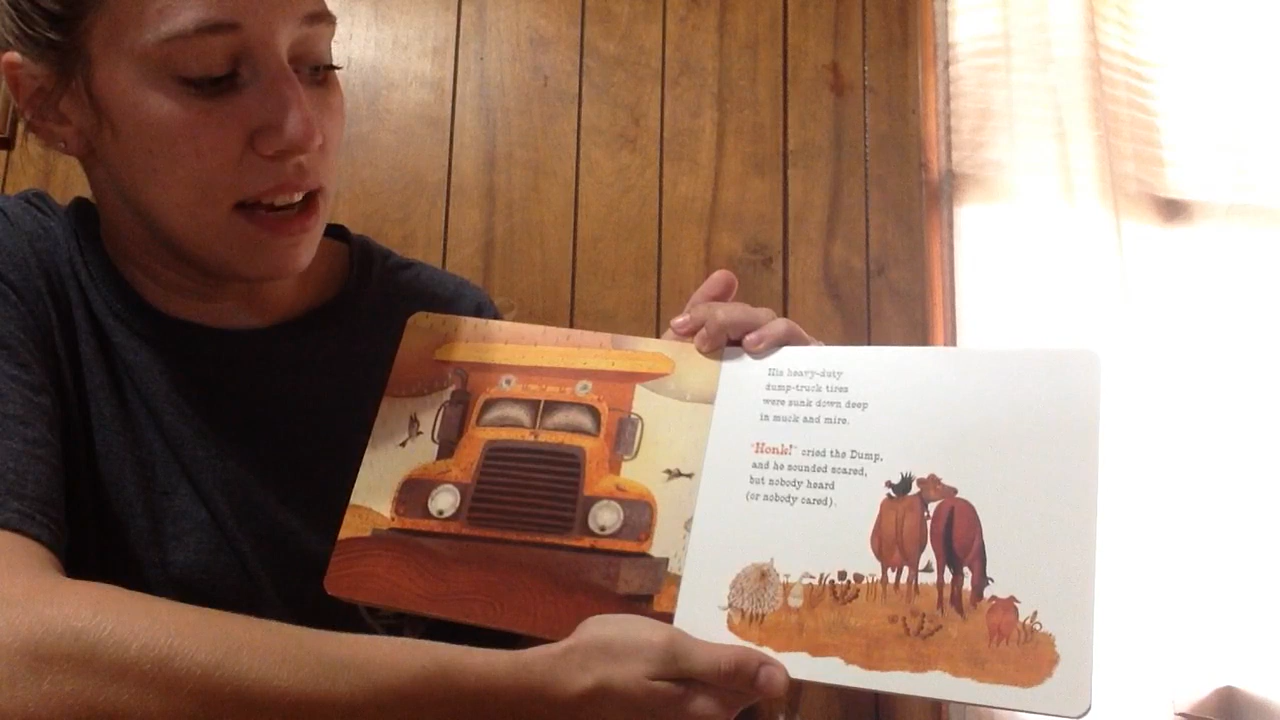 His heavy-duty
dump-truck tires
were sunk down deep
in muck and mire.
"Honk!" cried the Dump,
and he sounded scared,
but nobody heard
(or nobody cared).